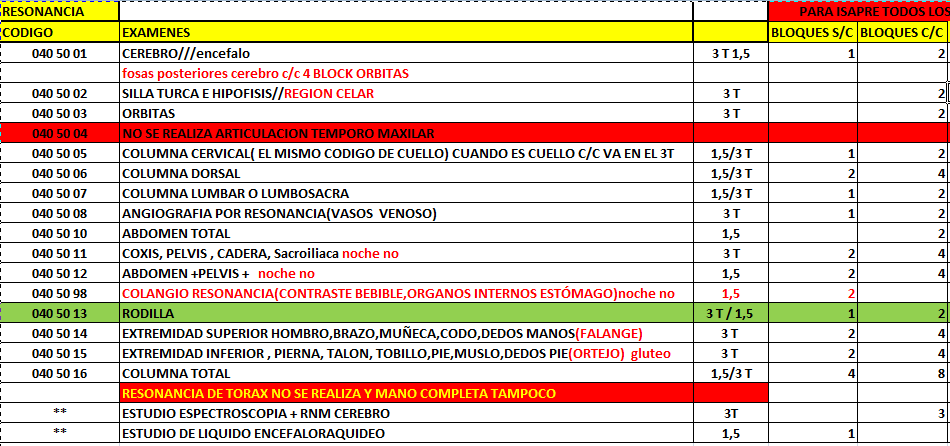 RESONANCIA PARA ISAPRE TODOS LOS
CODIGO EXAMENES BLOQUES S/C BLOQUES C/C
040 50 01 CEREBRO///encefalo 3 T 1,5 1 2
fosas posteriores cerebro c/c 4 BLOCK ORBITAS
040 50 02 SILLA TURCA E HIPOFISIS//REGION CELAR 3 T 2
040 50 03 ORBITAS 3 T 2
040 50 04 NO SE REALIZA ARTICULACION TEMPORO MAXILAR
040 50 05 COLUMNA CERVICAL( EL MISMO CODIGO DE CUELLO) CUANDO ES CUELLO C/C VA EN EL 3T 1,5/3 T 1 2
040 50 06 COLUMNA DORSAL 1,5/3 T 2 4
040 50 07 COLUMNA LUMBAR O LUMBOSACRA 1,5/3 T 1 2
040 50 08 ANGIOGRAFIA POR RESONANCIA(VASOS  VENOSO) 3 T 1 2
040 50 10 ABDOMEN TOTAL 1,5 2
040 50 11 COXIS, PELVIS , CADERA, Sacroiliaca noche no 3 T 2 4
040 50 12 ABDOMEN +PELVIS +  noche no 1,5 2 4
040 50 98 COLANGIO RESONANCIA(CONTRASTE BEBIBLE,ORGANOS INTERNOS ESTÓMAGO)noche no 1,5 2
040 50 13 RODILLA 3 T / 1,5 1 2
040 50 14 EXTREMIDAD SUPERIOR HOMBRO,BRAZO,MUÑECA,CODO,DEDOS MANOS(FALANGE) 3 T 2 4
040 50 15 EXTREMIDAD INFERIOR , PIERNA, TALON, TOBILLO,PIE,MUSLO,DEDOS PIE(ORTEJO)  gluteo 3 T 2 4
040 50 16 COLUMNA TOTAL 1,5/3 T 4 8
RESONANCIA DE TORAX NO SE REALIZA Y MANO COMPLETA TAMPOCO
** ESTUDIO ESPECTROSCOPIA + RNM CEREBRO 3T 3
** ESTUDIO DE LIQUIDO ENCEFALORAQUIDEO 1,5 1